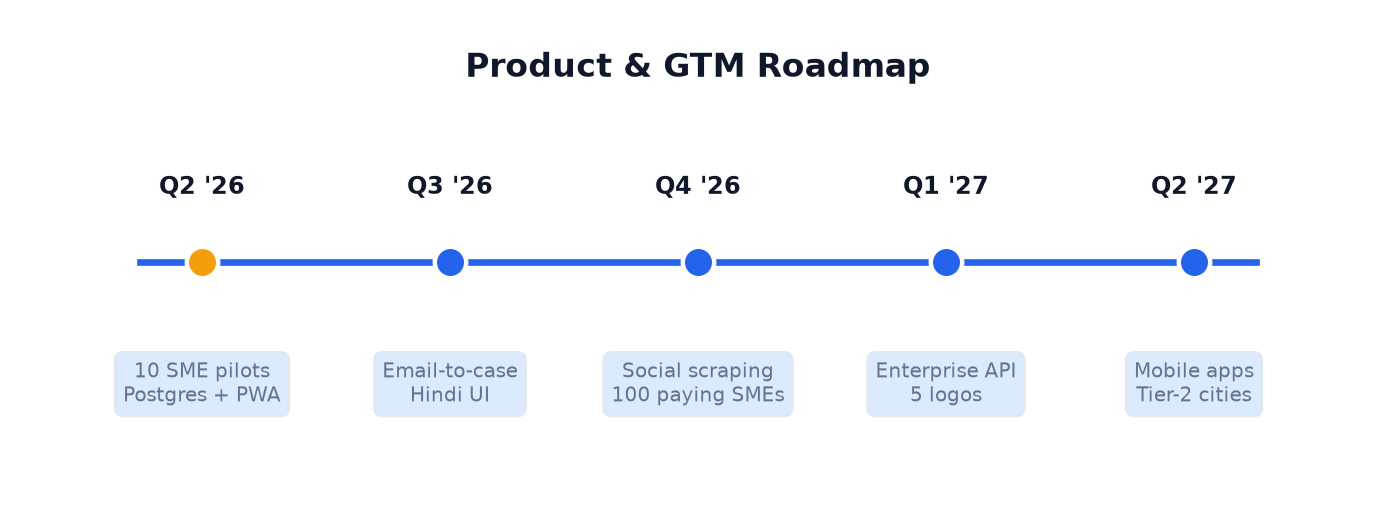 Product & GTM Roadmap
Q2 '26
Q3 '26
Q4 '26
Q1 '27
Q2 '27
10 SME pilots
Postgres + PWA
Email-to-case
Hindi UI
Social scraping
100 paying SMEs
Enterprise API
5 logos
Mobile apps
Tier-2 cities